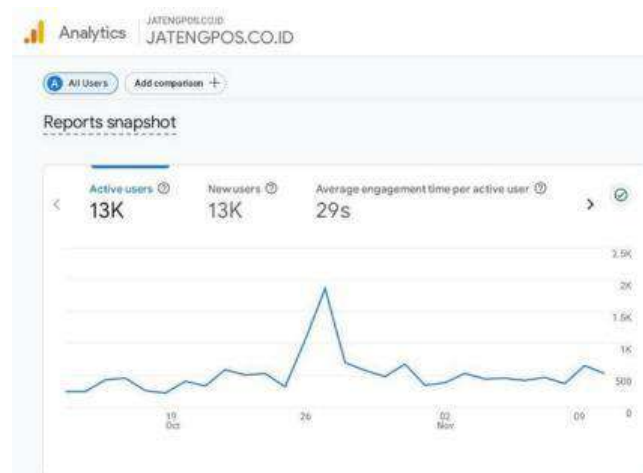 Analytics
JATENGPOS.CO.ID
JATENGPOS.CO.ID
A All Users
Add comparison +
Reports snapshot
Active users
13K
New users
13K
Average engagement time per active user
29s
2.5K
2K
1.5K
1K
500
0
19
Oct
26
02
Nov
09